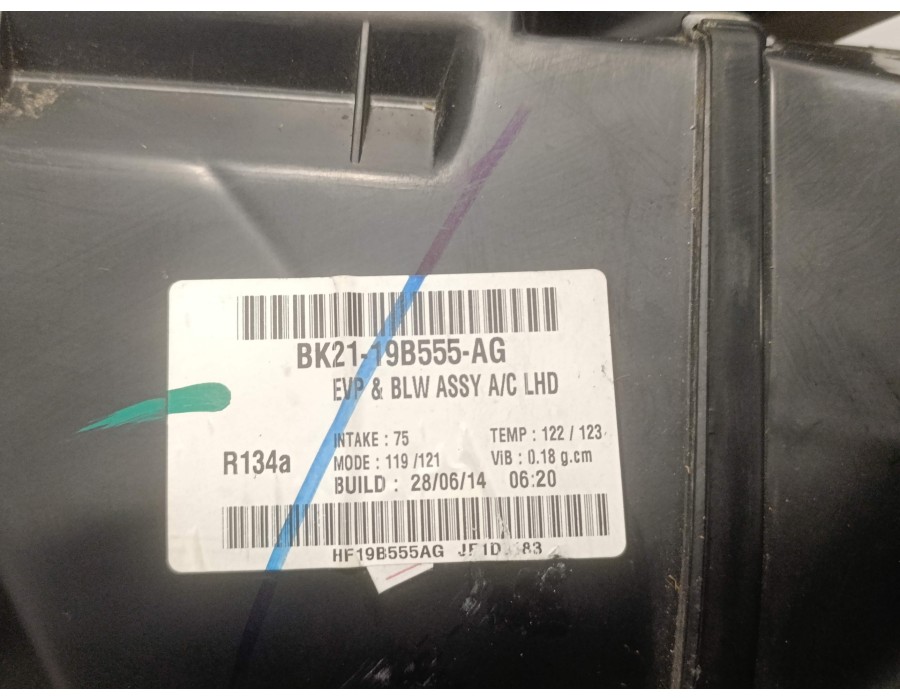 BK21-19B555-AG
EVP & BLW ASSY A/C LHD
INTAKE : 75 TEMP : 122 / 123
R134a MODE : 119 /121 ViB : 0.18 g.cm
BUILD : 28/06/14 06:20
HF19B555AG